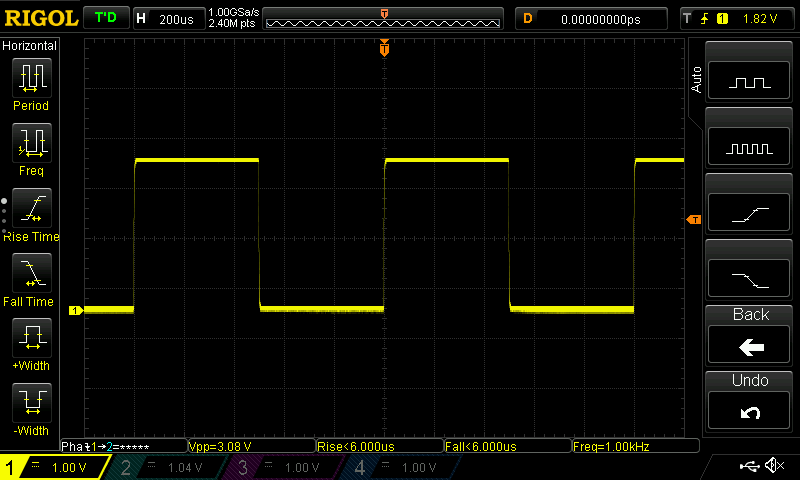 RIGOL T'D H 200us 1.00GSa/s 2.40M pts T D 0.00000000ps T 1 1.82 V
Horizontal
Period
Freq
Rise Time
Fall Time
+Width
-Width
T
T
1
Auto
Back
Undo
Pha 1→2=***** Vpp=3.08 V Rise<6.000us Fall<6.000us Freq=1.00kHz
1 = 1.00 V 2 = 1.04 V 3 = 1.00 V 4 = 1.00 V